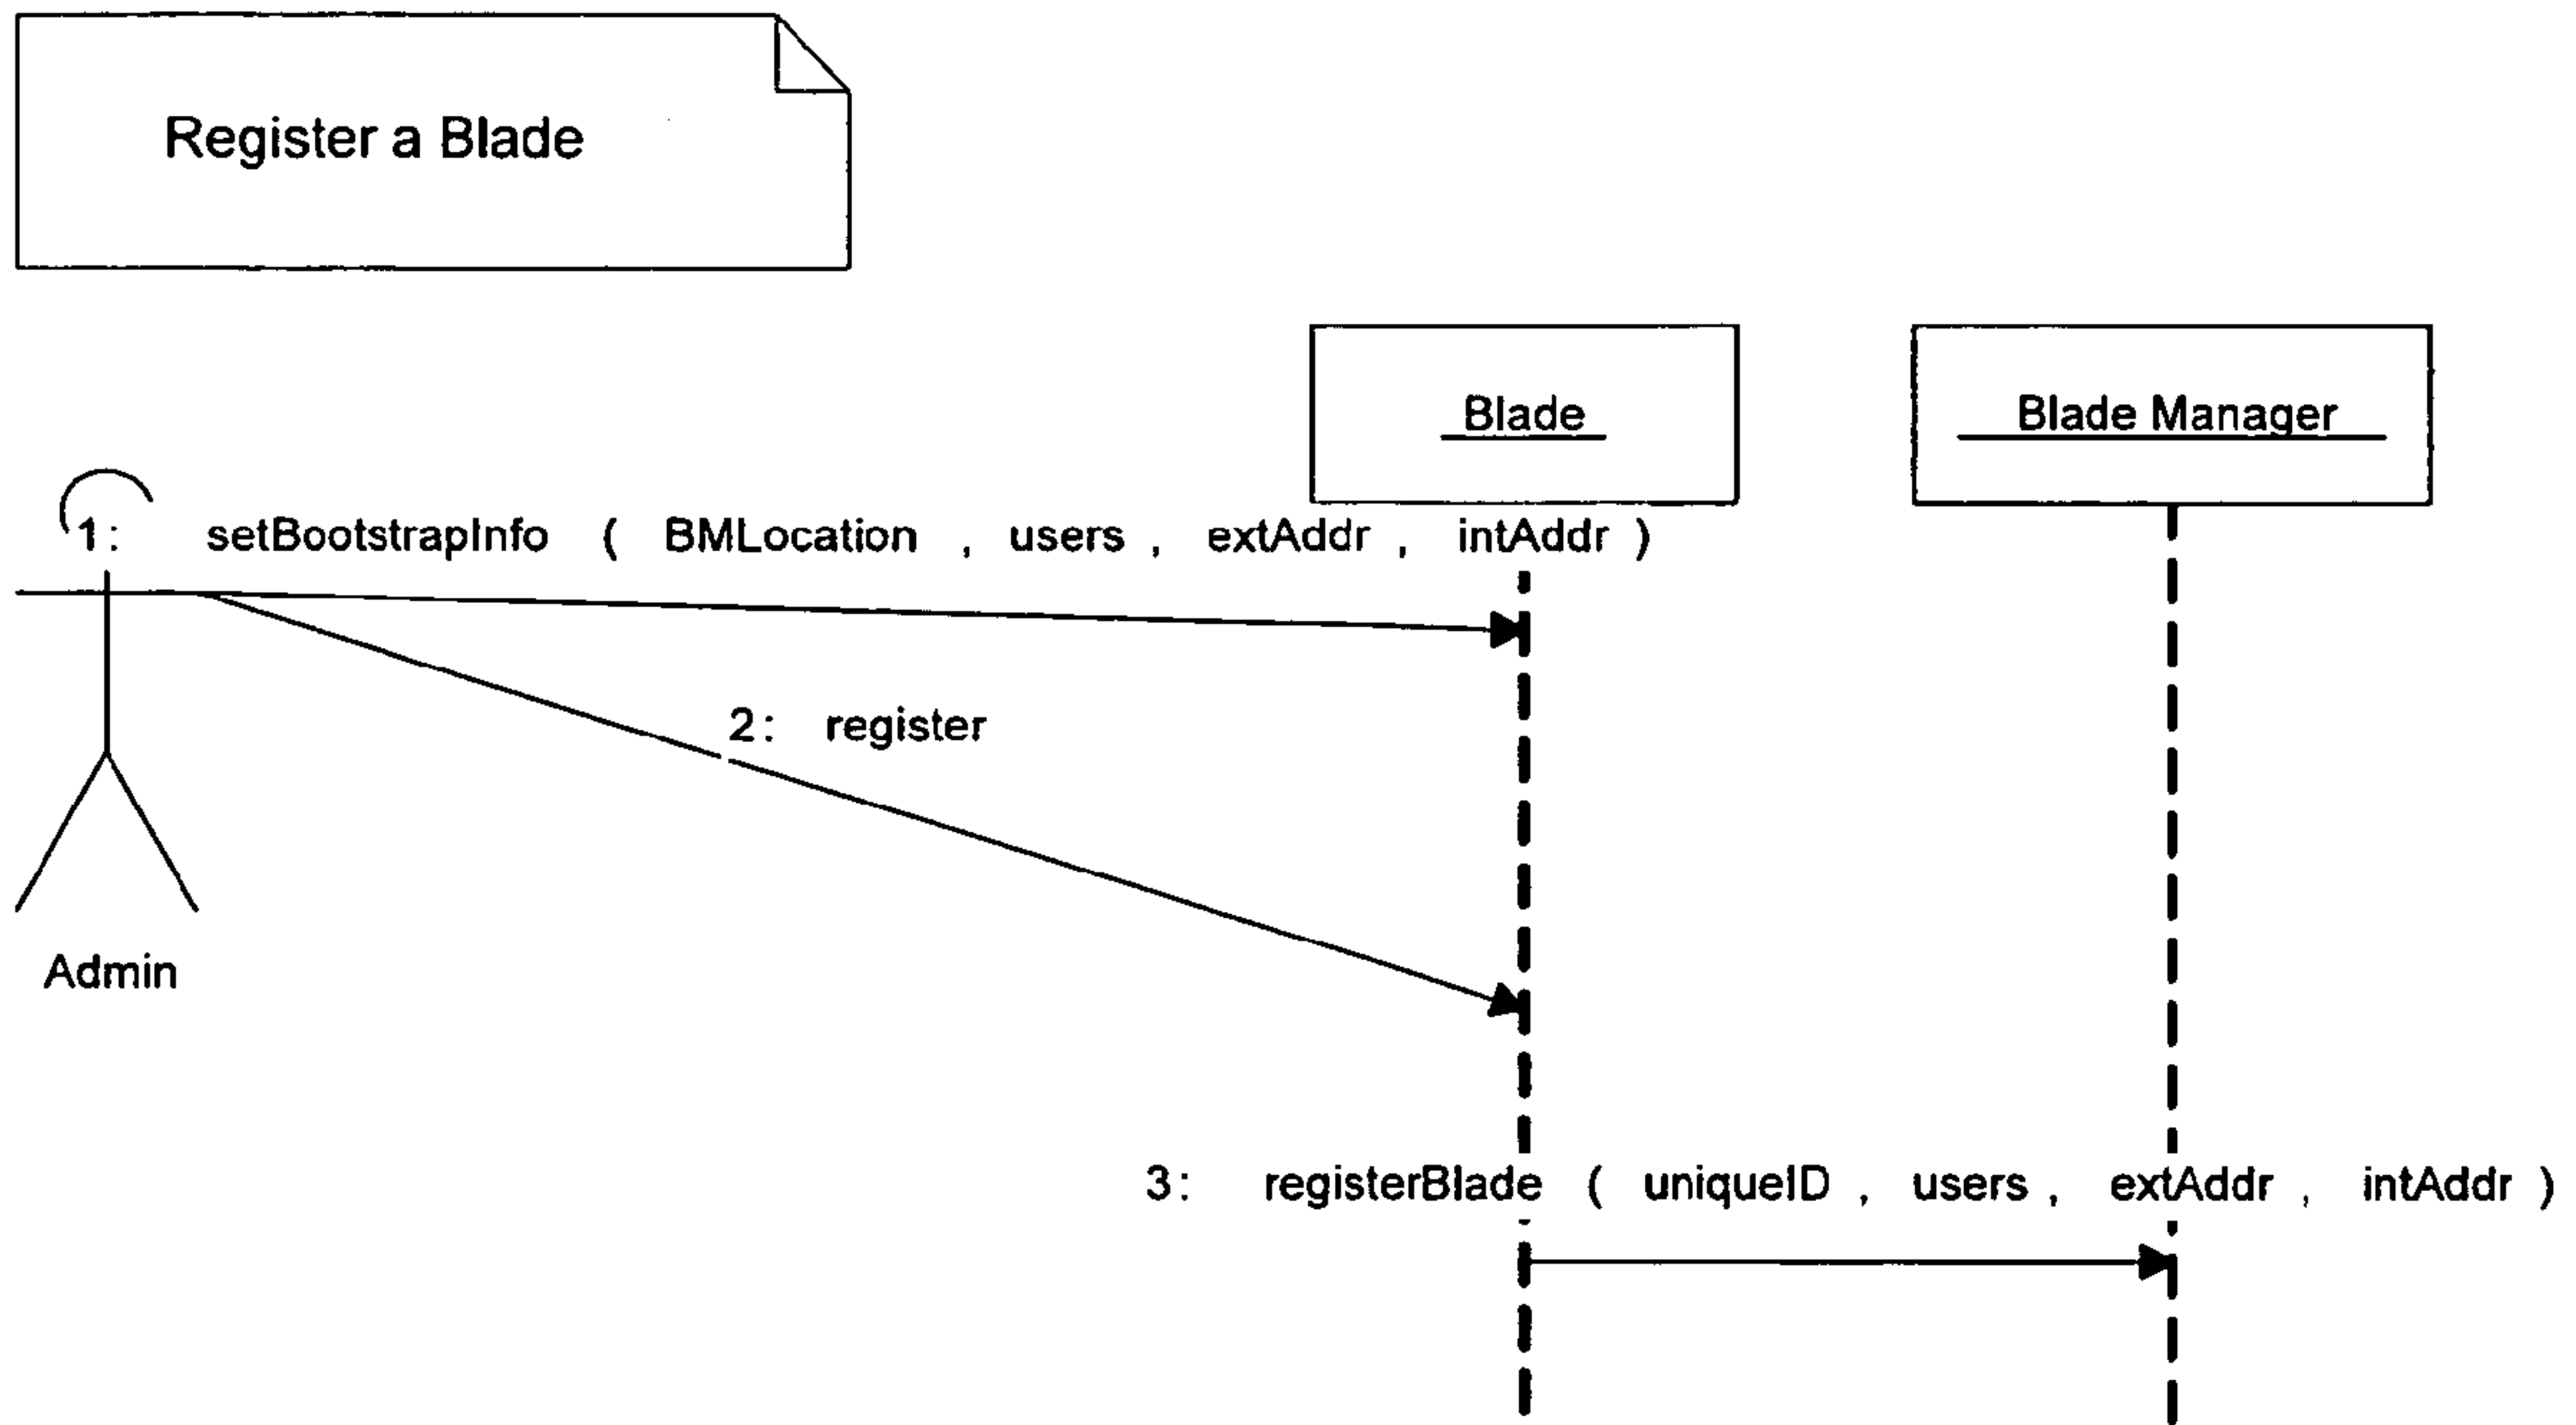 Register a Blade
Blade
Blade Manager
1: setBootstrapInfo ( BMLocation , users , extAddr , intAddr )
2: register
Admin
3: registerBlade ( uniqueID , users , extAddr , intAddr )